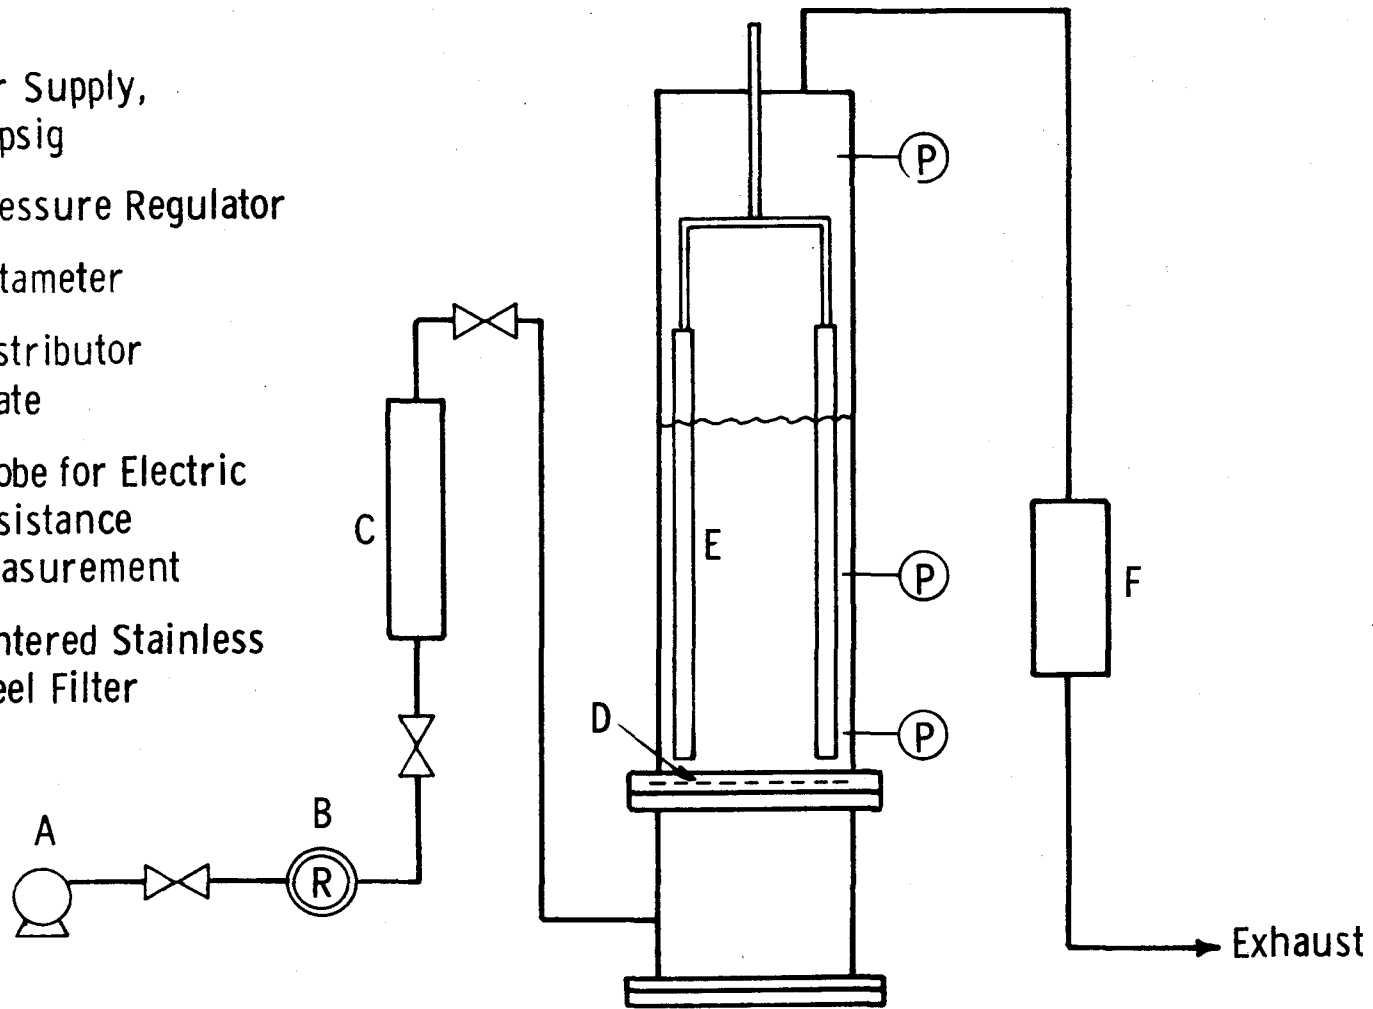 r Supply,
psig
essure Regulator
tameter
stributor
ate
obe for Electric
sistance
asurement
ntered Stainless
eel Filter
P
C
E
P
F
D
P
A
B
R
Exhaust